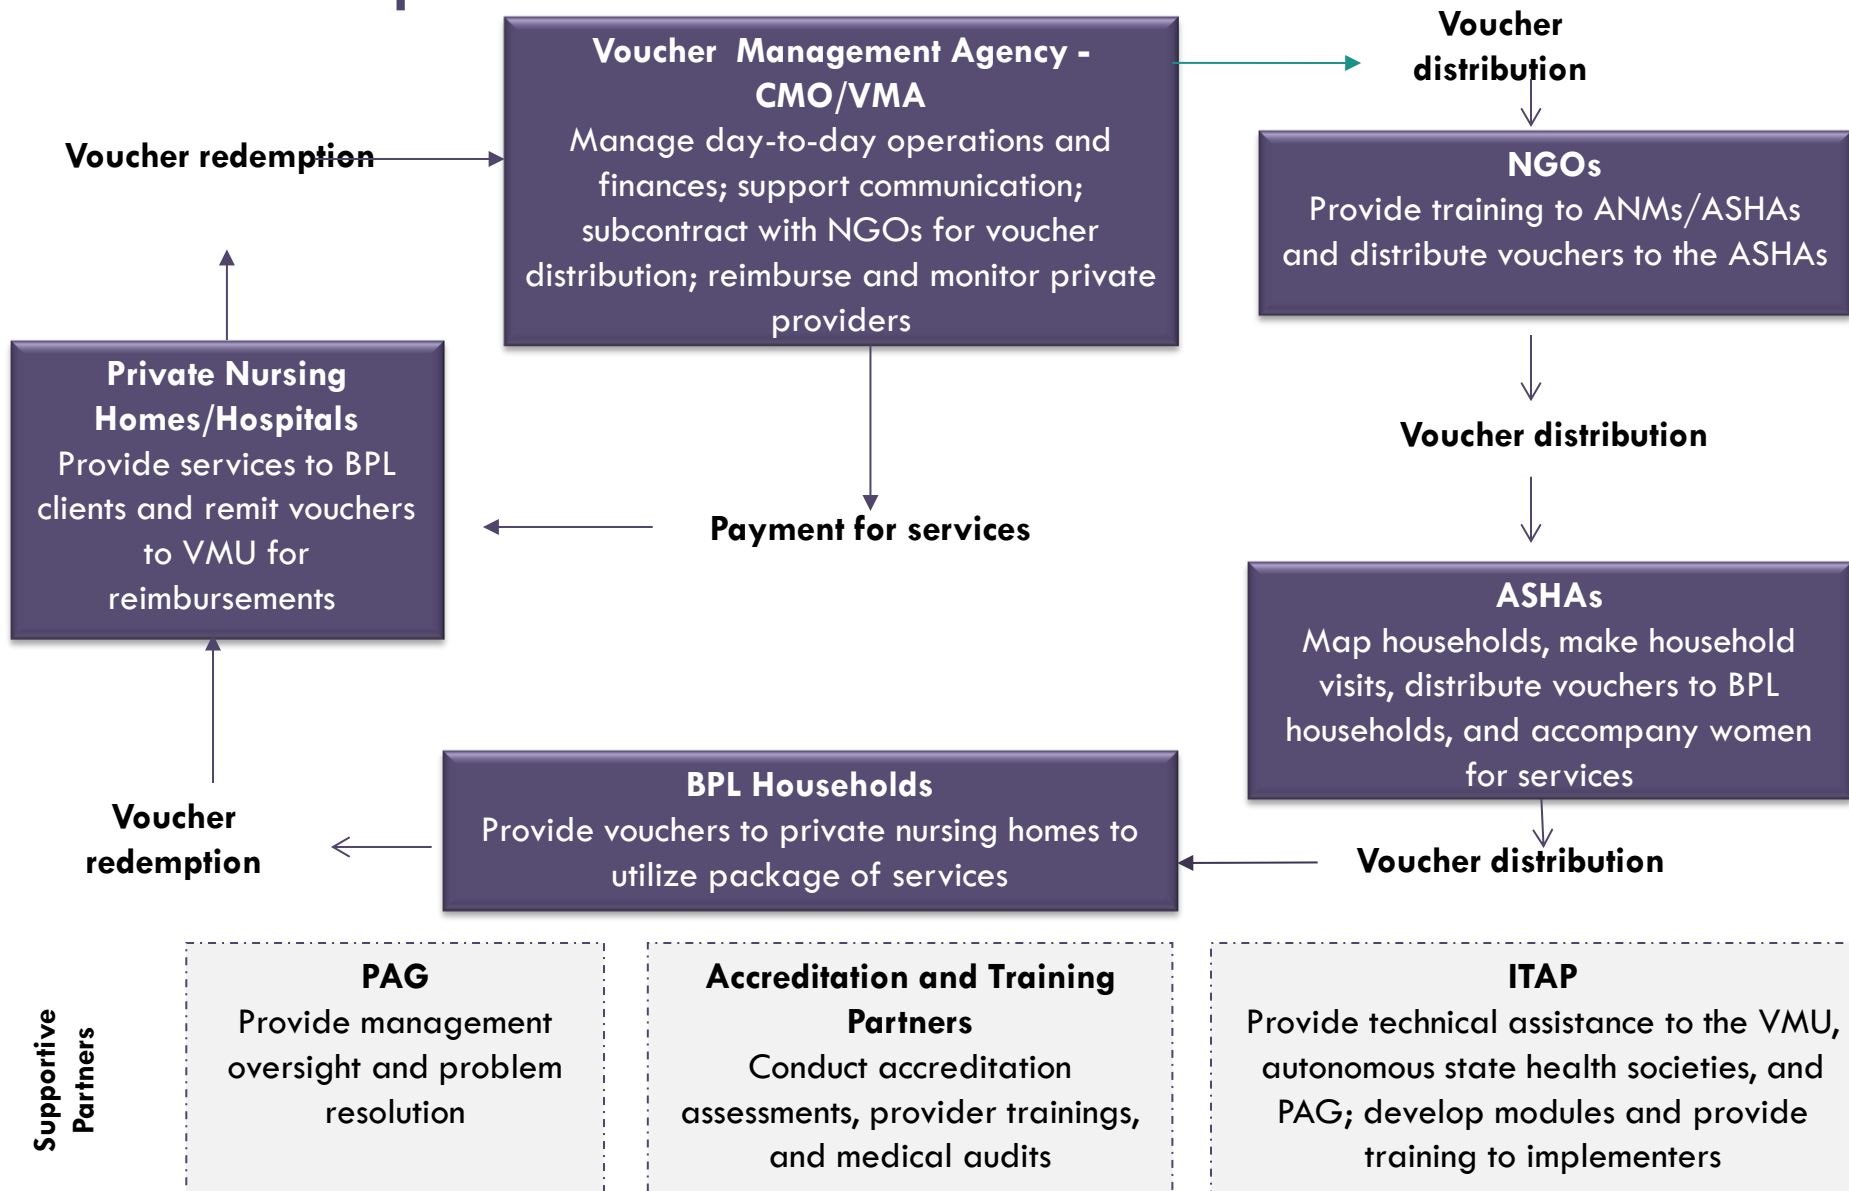 Voucher Management Agency -
CMO/VMA
Manage day-to-day operations and
finances; support communication;
subcontract with NGOs for voucher
distribution; reimburse and monitor private
providers
Voucher
distribution
NGOs
Provide training to ANMs/ASHAs
and distribute vouchers to the ASHAs
Voucher distribution
ASHAs
Map households, make household
visits, distribute vouchers to BPL
households, and accompany women
for services
Voucher distribution
BPL Households
Provide vouchers to private nursing homes to
utilize package of services
Voucher
redemption
Private Nursing
Homes/Hospitals
Provide services to BPL
clients and remit vouchers
to VMU for
reimbursements
Voucher redemption
Payment for services
Supportive
Partners
PAG
Provide management
oversight and problem
resolution
Accreditation and Training
Partners
Conduct accreditation
assessments, provider trainings,
and medical audits
ITAP
Provide technical assistance to the VMU,
autonomous state health societies, and
PAG; develop modules and provide
training to implementers